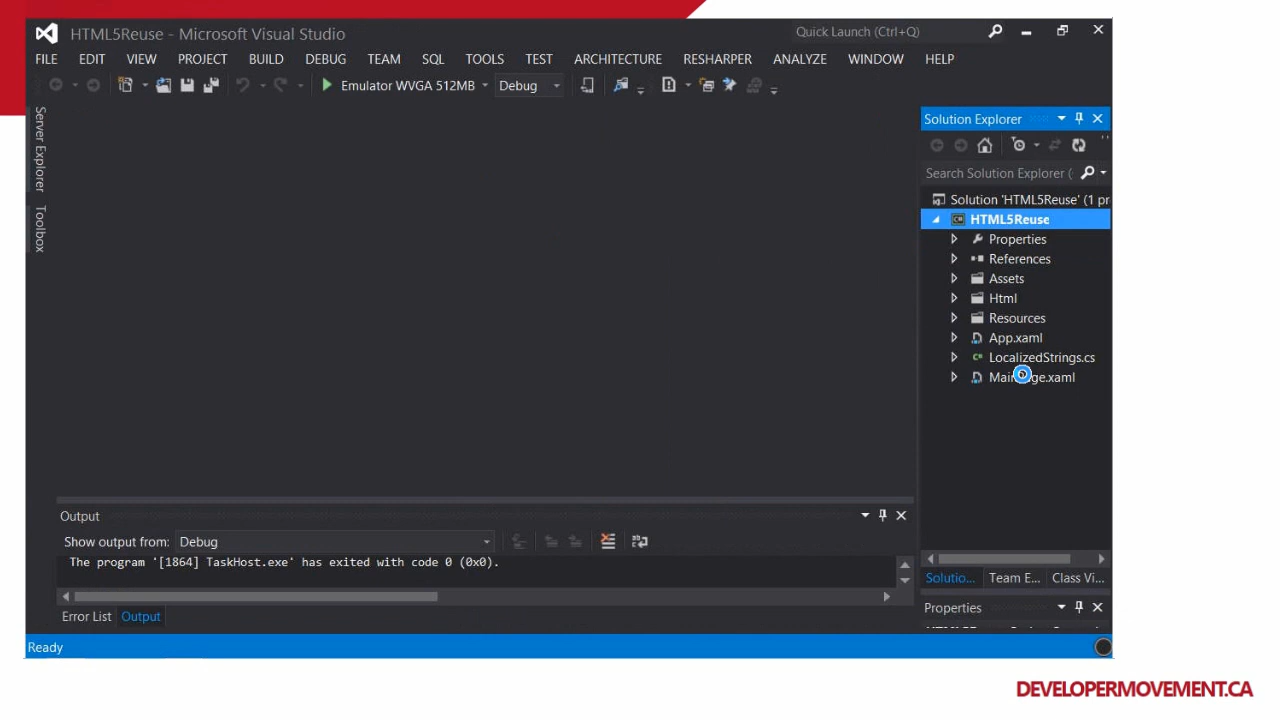 HTML5Reuse - Microsoft Visual Studio
Quick Launch (Ctrl+Q)
FILE EDIT VIEW PROJECT BUILD DEBUG TEAM SQL TOOLS TEST ARCHITECTURE RESHARPER ANALYZE WINDOW HELP
Emulator WVGA 512MB Debug
Server Explorer
Toolbox
Solution Explorer
Search Solution Explorer (
Solution 'HTML5Reuse' (1 pr
HTML5Reuse
Properties
References
Assets
Html
Resources
App.xaml
LocalizedStrings.cs
Mai ge.xaml
Output
Show output from: Debug
The program '[1864] TaskHost.exe' has exited with code 0 (0x0).
Error List Output
Solutio... Team E... Class Vi...
Properties
Ready
DEVELOPERMOVEMENT.CA